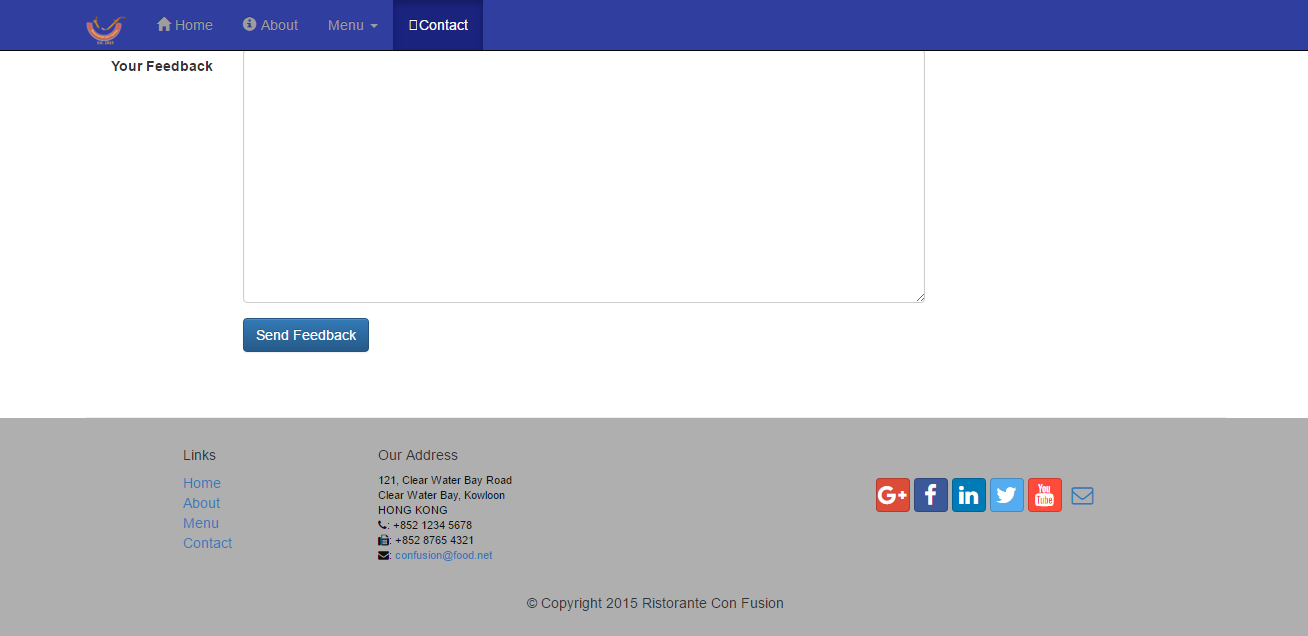 Home About Menu Contact
Your Feedback
Send Feedback
Links
Home
About
Menu
Contact
Our Address
121, Clear Water Bay Road
Clear Water Bay, Kowloon
HONG KONG
: +852 1234 5678
: +852 8765 4321
: confusion@food.net
G+ f in You Tube
© Copyright 2015 Ristorante Con Fusion